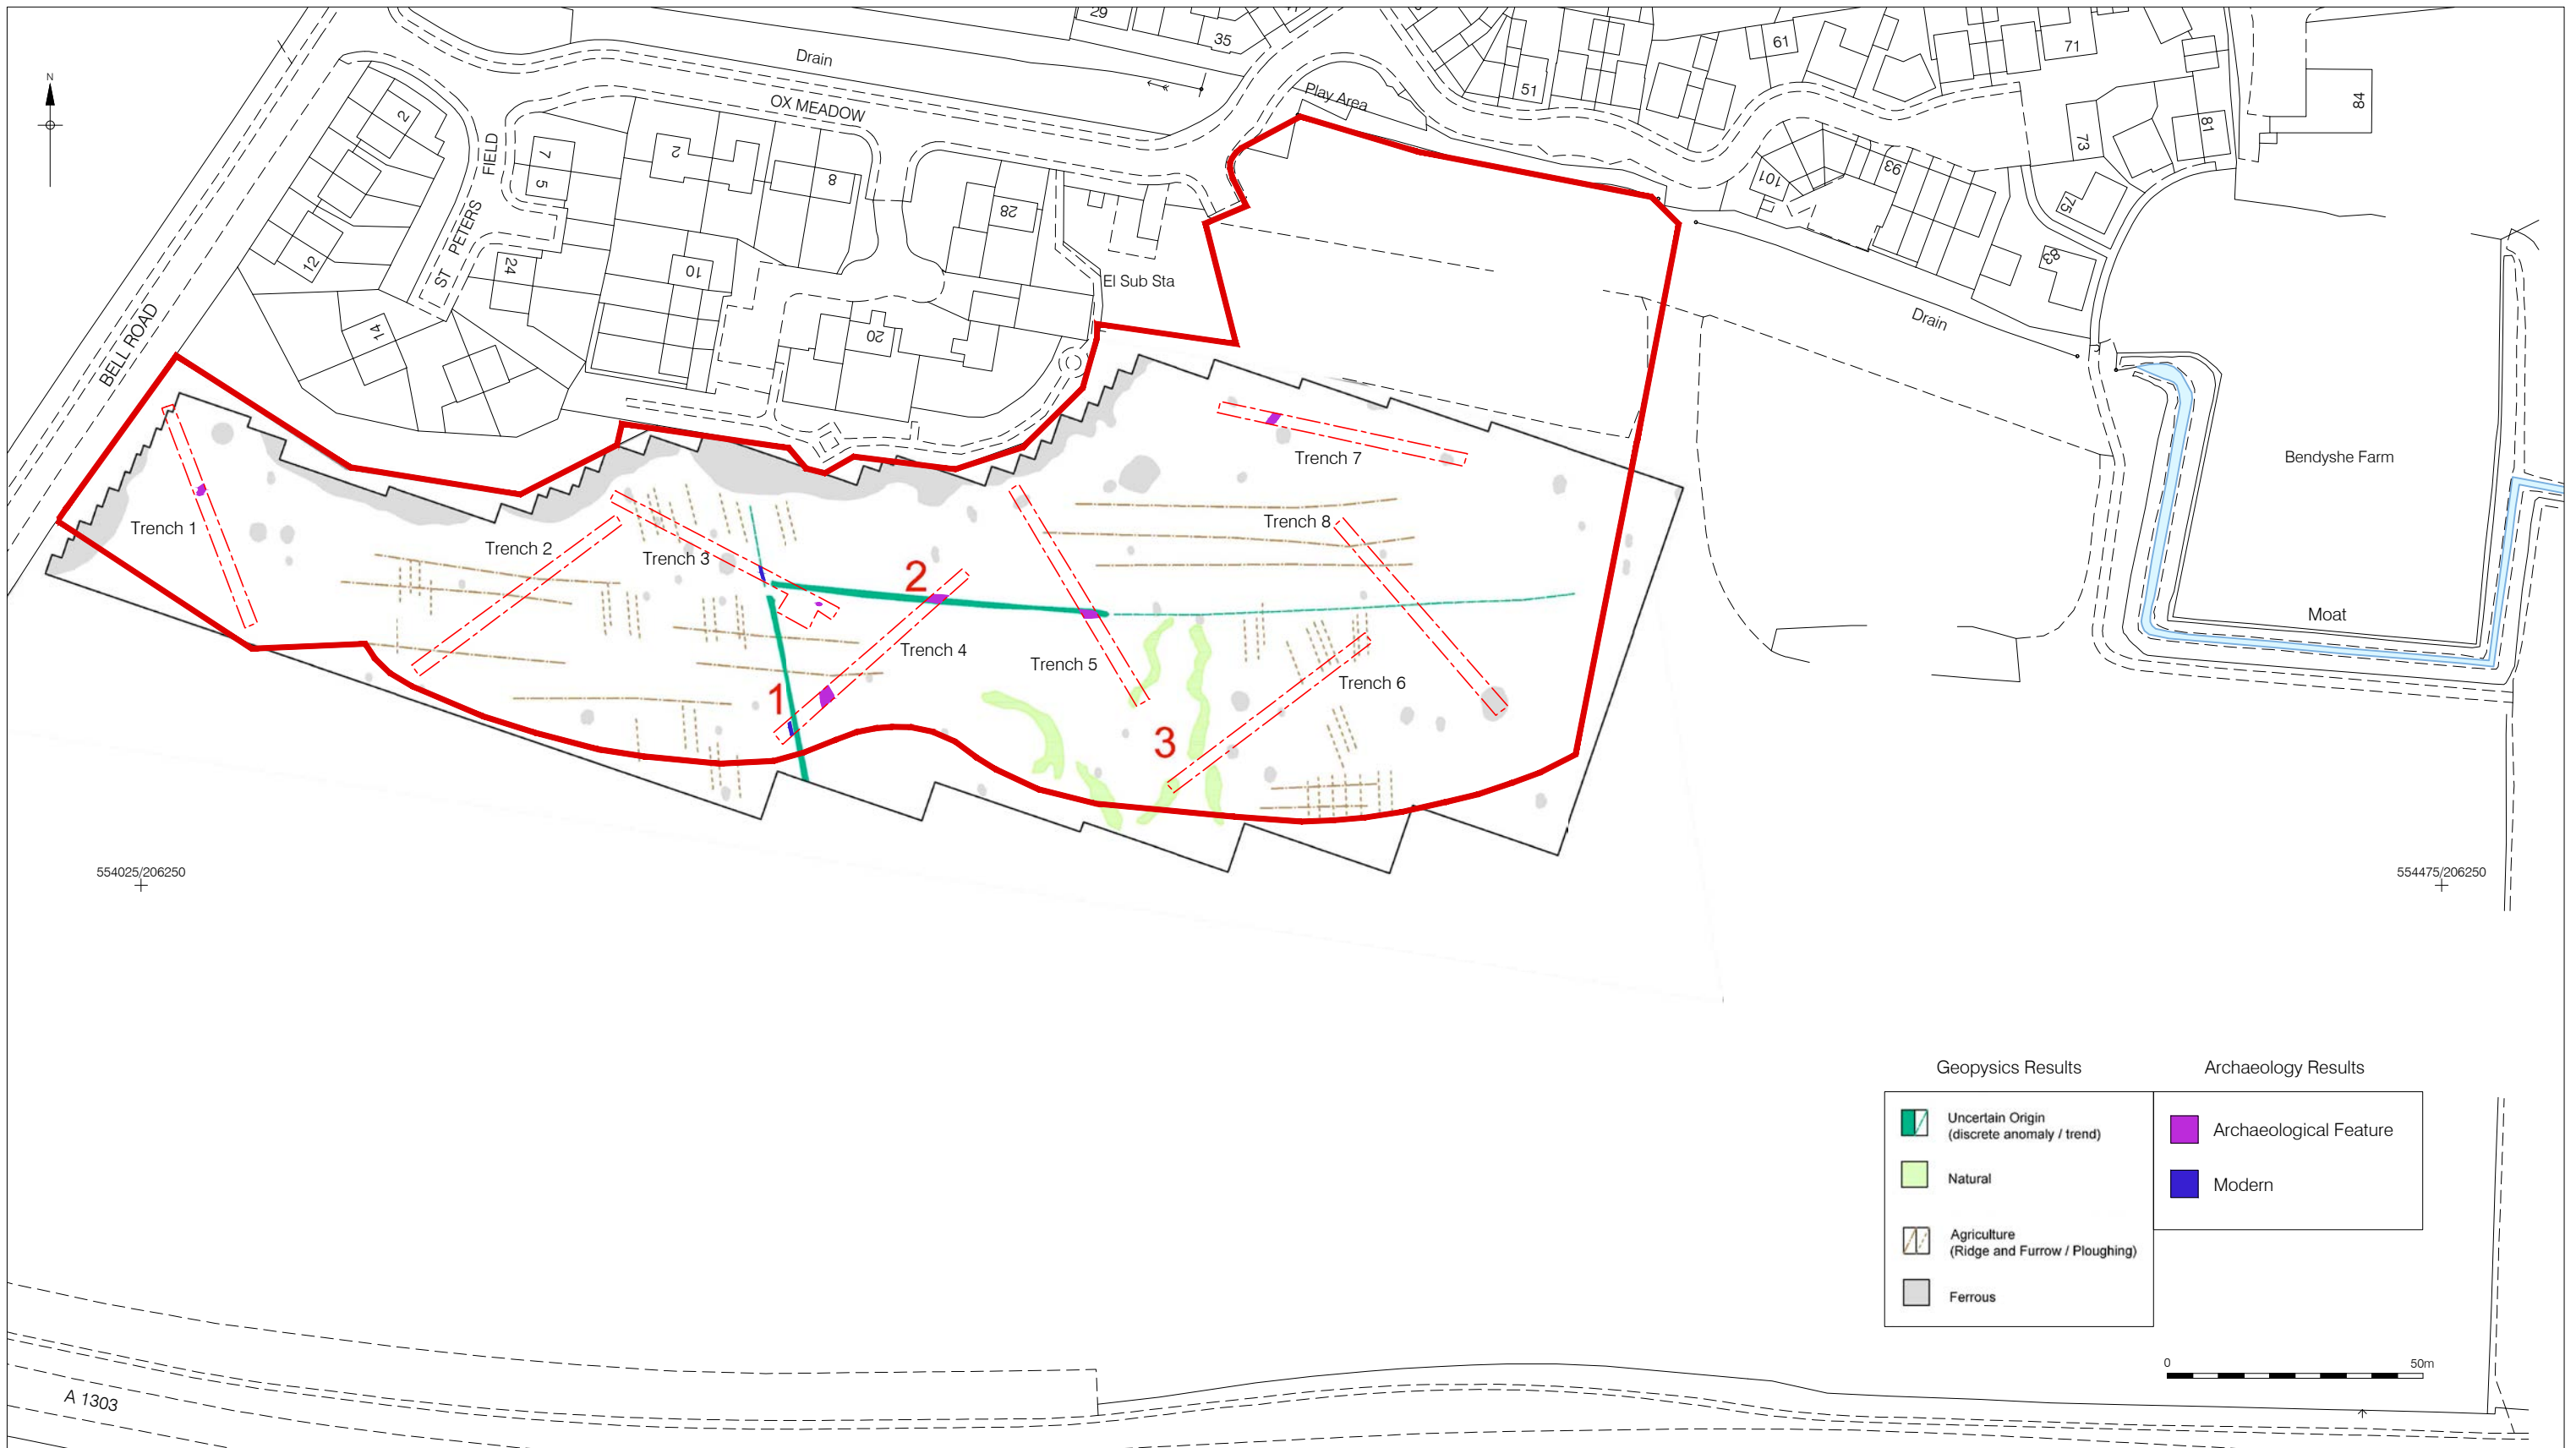 29
35
Drain
51
61
71
84
N
OX MEADOW
Play Area
2
FIELD
7
5
2
8
28
PETERS
ST
24
10
12
14
20
BELL ROAD
El Sub Sta
101
93
73
81
75
83
Drain
Bendyshe Farm
Moat
Trench 1
Trench 2
Trench 3
Trench 4
Trench 5
Trench 6
Trench 7
Trench 8
2
1
3
554025/206250
554475/206250
Geopysics Results
Uncertain Origin
(discrete anomaly / trend)
Natural
Agriculture
(Ridge and Furrow / Ploughing)
Ferrous
Archaeology Results
Archaeological Feature
Modern
0
50m
A 1303